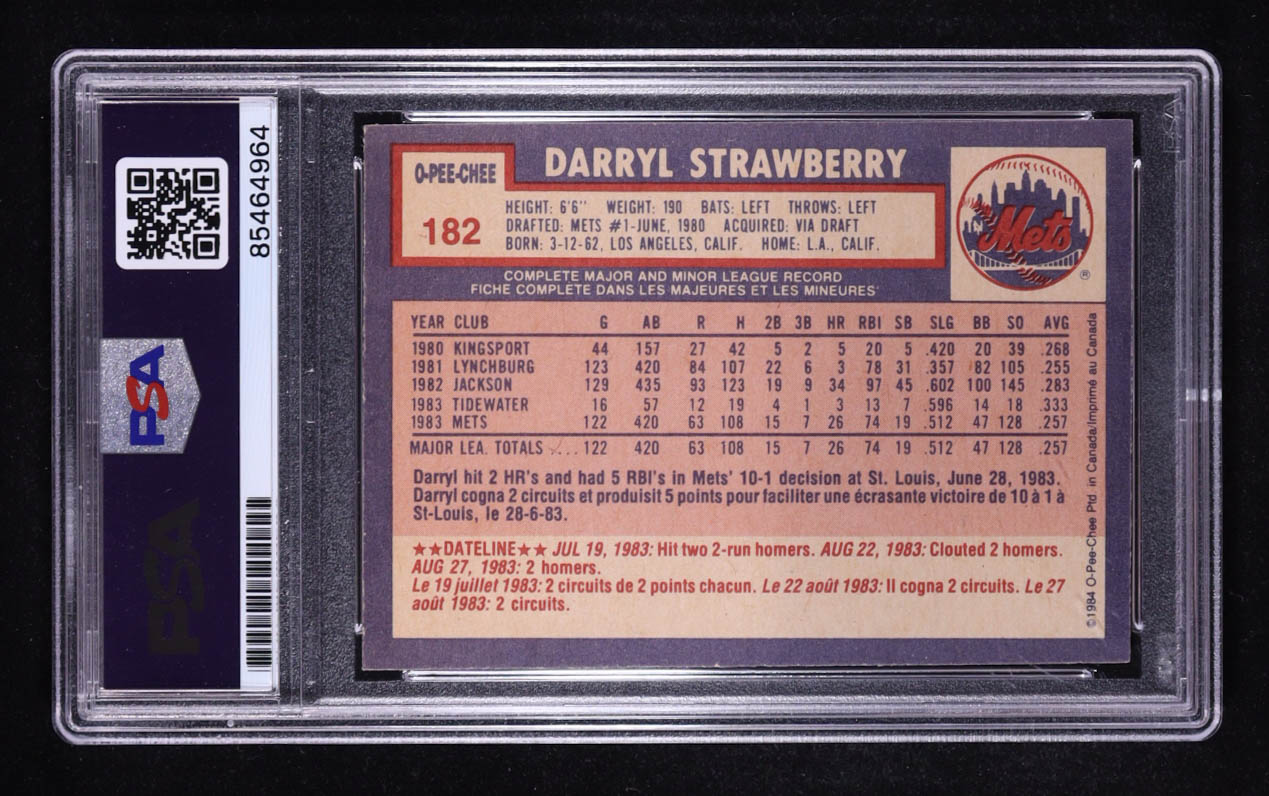 85464964
PSA
PSA
O-PEE-CHEE
182
DARRYL STRAWBERRY
HEIGHT: 6'6" WEIGHT: 190 BATS: LEFT THROWS: LEFT
DRAFTED: METS #1-JUNE, 1980 ACQUIRED: VIA DRAFT
BORN: 3-12-62, LOS ANGELES, CALIF. HOME: L.A., CALIF.
Mets
®
COMPLETE MAJOR AND MINOR LEAGUE RECORD
FICHE COMPLETE DANS LES MAJEURES ET LES MINEURES
YEAR CLUB G AB R H 2B 3B HR RBI SB SLG BB SO AVG
1980 KINGSPORT 44 157 27 42 5 2 5 20 5 .420 20 39 .268
1981 LYNCHBURG 123 420 84 107 22 6 3 78 31 .357 82 105 .255
1982 JACKSON 129 435 93 123 19 9 34 97 45 .602 100 145 .283
1983 TIDEWATER 16 57 12 19 4 1 3 13 7 .596 14 18 .333
1983 METS 122 420 63 108 15 7 26 74 19 .512 47 128 .257
MAJOR LEA. TOTALS .... 122 420 63 108 15 7 26 74 19 .512 47 128 .257
Darryl hit 2 HR's and had 5 RBI's in Mets' 10-1 decision at St. Louis, June 28, 1983.
Darryl cogna 2 circuits et produisit 5 points pour faciliter une écrasante victoire de 10 à 1 à
St-Louis, le 28-6-83.
★★DATELINE★★ JUL 19, 1983: Hit two 2-run homers. AUG 22, 1983: Clouted 2 homers.
AUG 27, 1983: 2 homers.
Le 19 juillet 1983: 2 circuits de 2 points chacun. Le 22 août 1983: Il cogna 2 circuits. Le 27
août 1983: 2 circuits.
©1984 O-Pee-Chee Ptd. in Canada/Imprimé au Canada